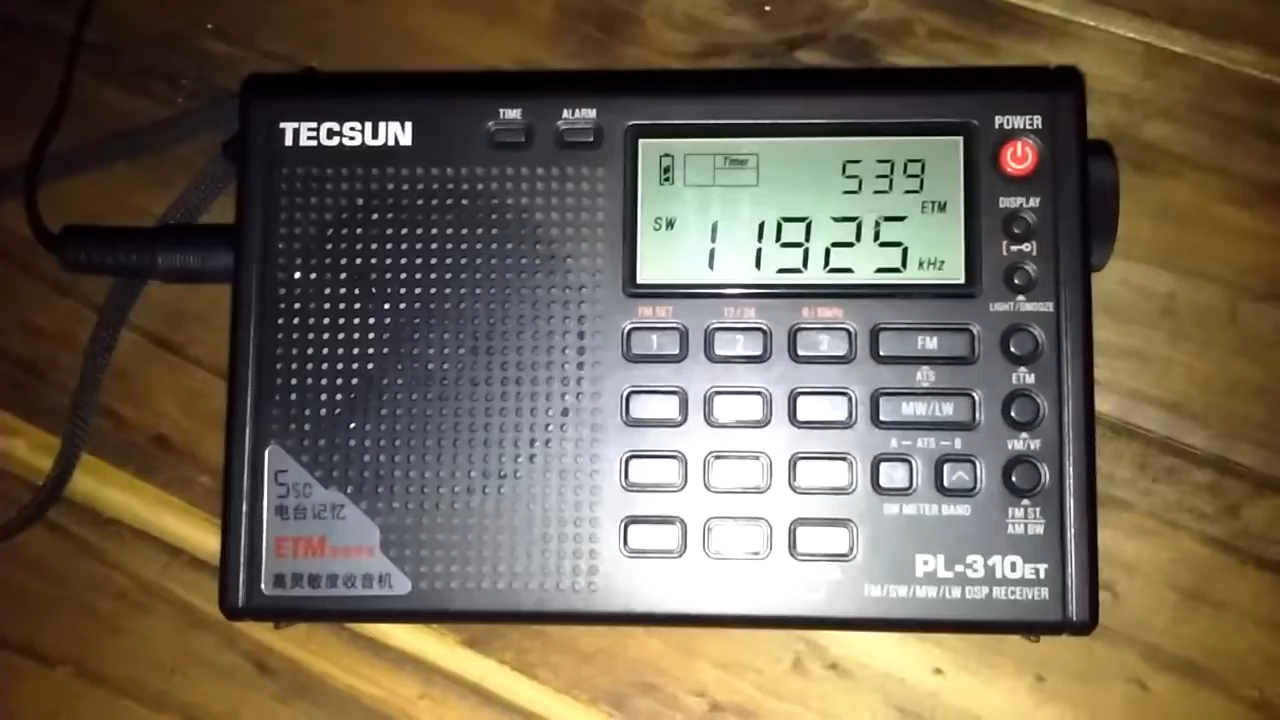 TECSUN
TIME
ALARM
POWER
Timer
539
ETM
SW
11925 kHz
DISPLAY
LIGHT/SNOOZE
FM SET
12 / 24
9 / 10kHz
1
2
3
FM
ATS
ETM
MW/LW
VM/VF
A — ATS — B
SW METER BAND
FM ST.
AM BW
550
电台记忆
ETM
高灵敏度收音机
PL-310ET
FM/SW/MW/LW DSP RECEIVER